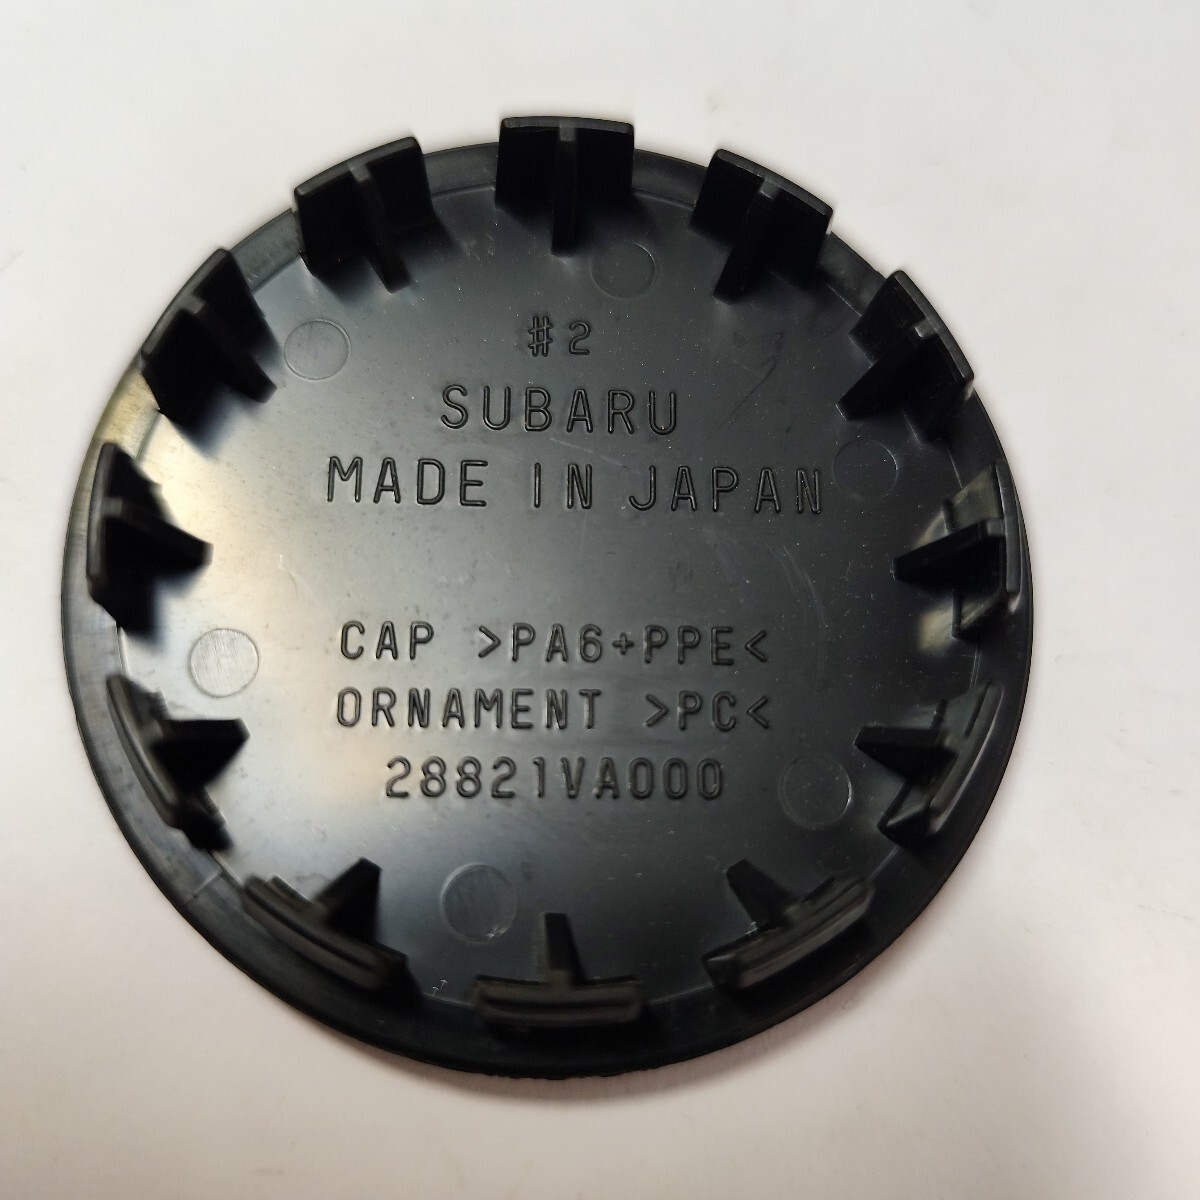 #2
SUBARU
MADE IN JAPAN
CAP >PA6+PPE<
ORNAMENT >PC<
28821VA000